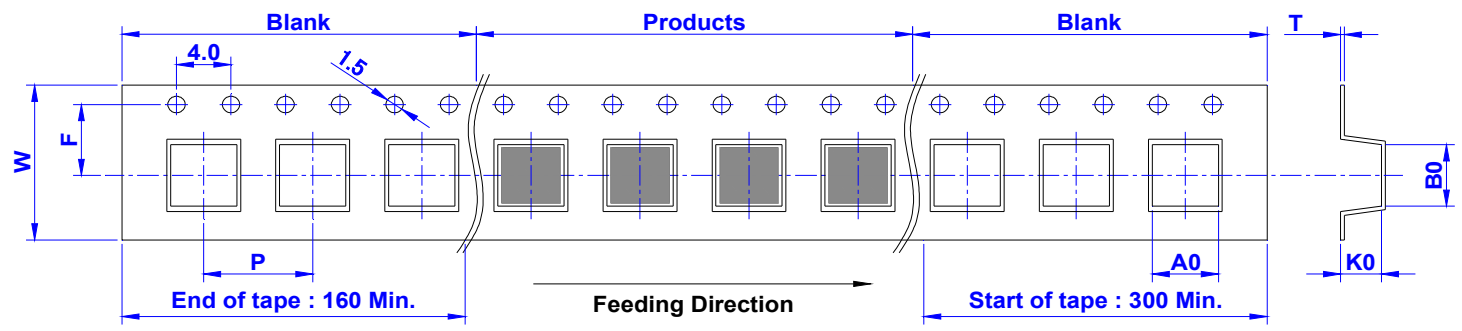 Blank
Products
Blank
T
4.0
1.5
F
W
B0
P
A0
K0
End of tape : 160 Min.
Feeding Direction
Start of tape : 300 Min.